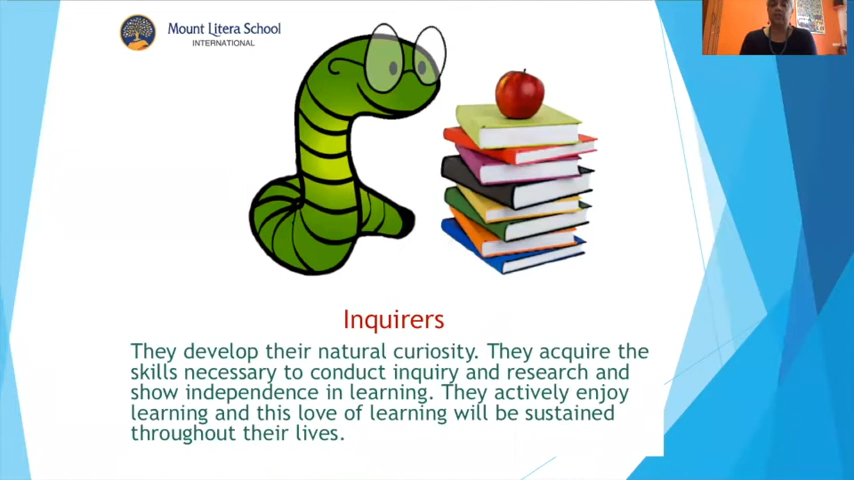 Mount Litera School
INTERNATIONAL
Inquirers
They develop their natural curiosity. They acquire the
skills necessary to conduct inquiry and research and
show independence in learning. They actively enjoy
learning and this love of learning will be sustained
throughout their lives.